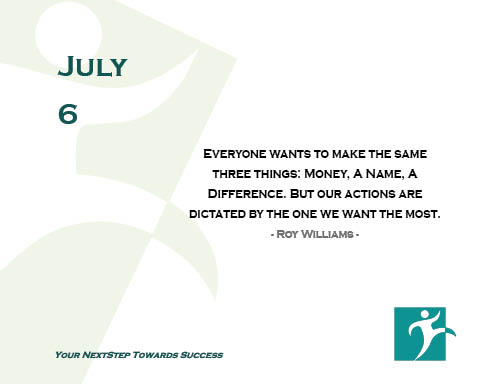 July
6
Everyone wants to make the same
three things: Money, A Name, A
Difference. But our actions are
dictated by the one we want the most.
- Roy Williams -
Your NextStep Towards Success